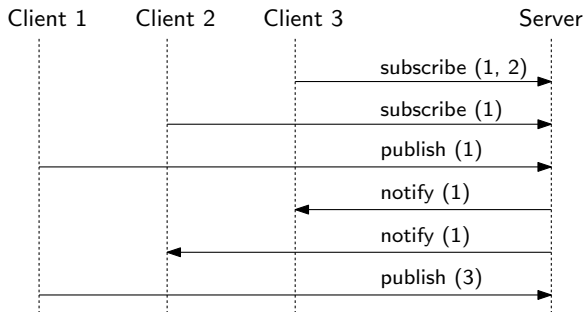 Client 1 Client 2 Client 3 Server
subscribe (1, 2)
subscribe (1)
publish (1)
notify (1)
notify (1)
publish (3)